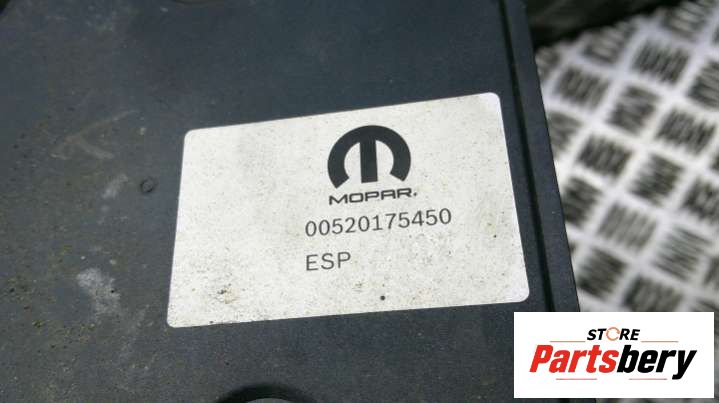 MOPAR.
00520175450
ESP
STORE
Partsbery